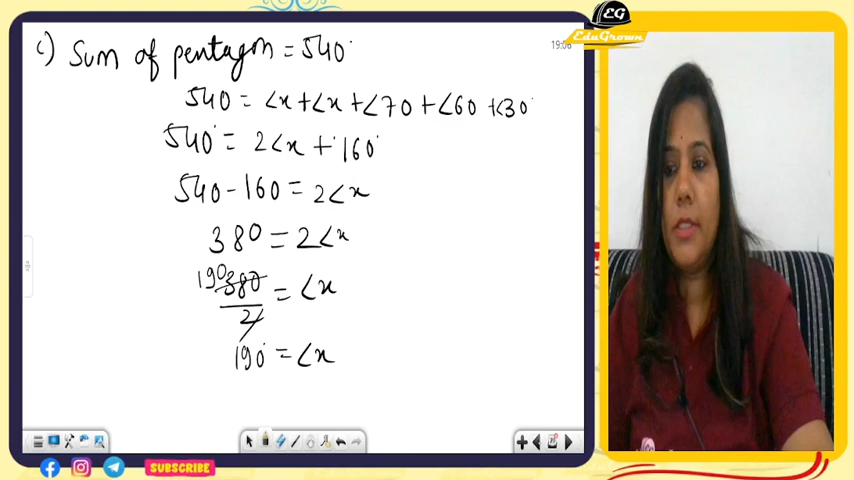 EG
EduGrown
19:06
c) Sum of pentagon = 540°
540 = ∠x + ∠x + ∠70 + ∠60 + ∠30
540° = 2∠x + 160°
540 - 160 = 2∠x
380 = 2∠x
190 380/2 = ∠x
190° = ∠x
SUBSCRIBE